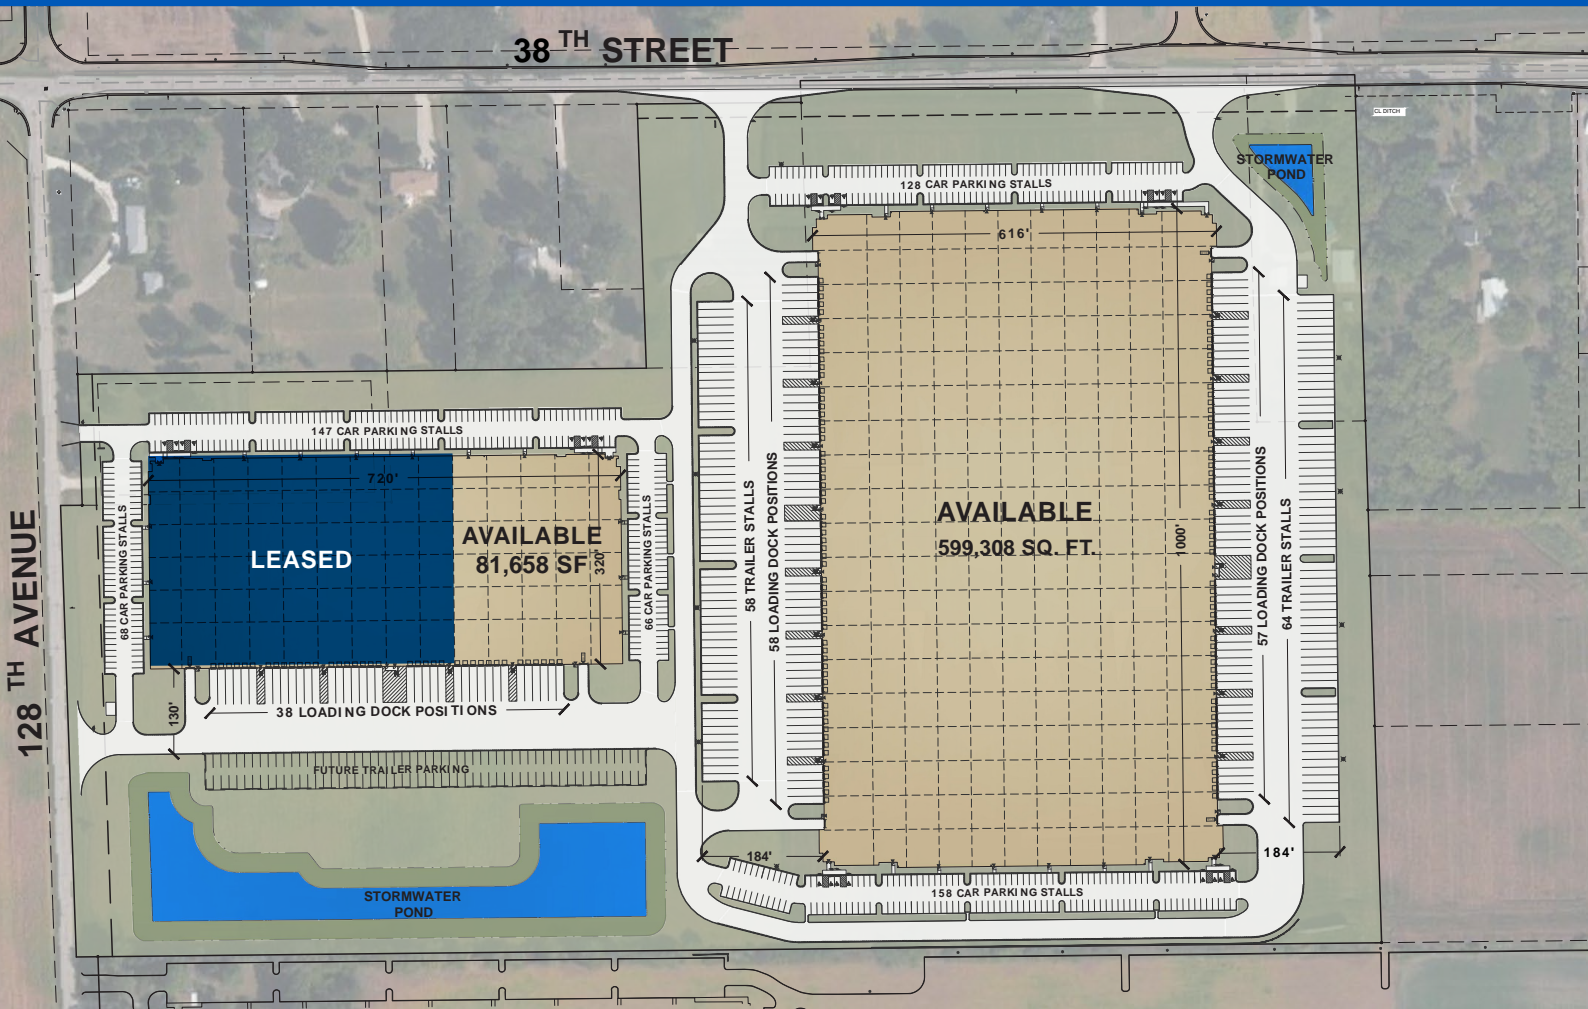 38 TH STREET
CL DITCH
STORMWATER
POND
128 CAR PARKING STALLS
616'
147 CAR PARKING STALLS
720'
LEASED
AVAILABLE
81,658 SF
320'
68 CAR PARKING STALLS
66 CAR PARKING STALLS
58 TRAILER STALLS
58 LOADING DOCK POSITIONS
AVAILABLE
599,308 SQ. FT.
1000'
57 LOADING DOCK POSITIONS
64 TRAILER STALLS
128 TH AVENUE
130'
38 LOADING DOCK POSITIONS
FUTURE TRAILER PARKING
184'
184'
158 CAR PARKING STALLS
STORMWATER
POND